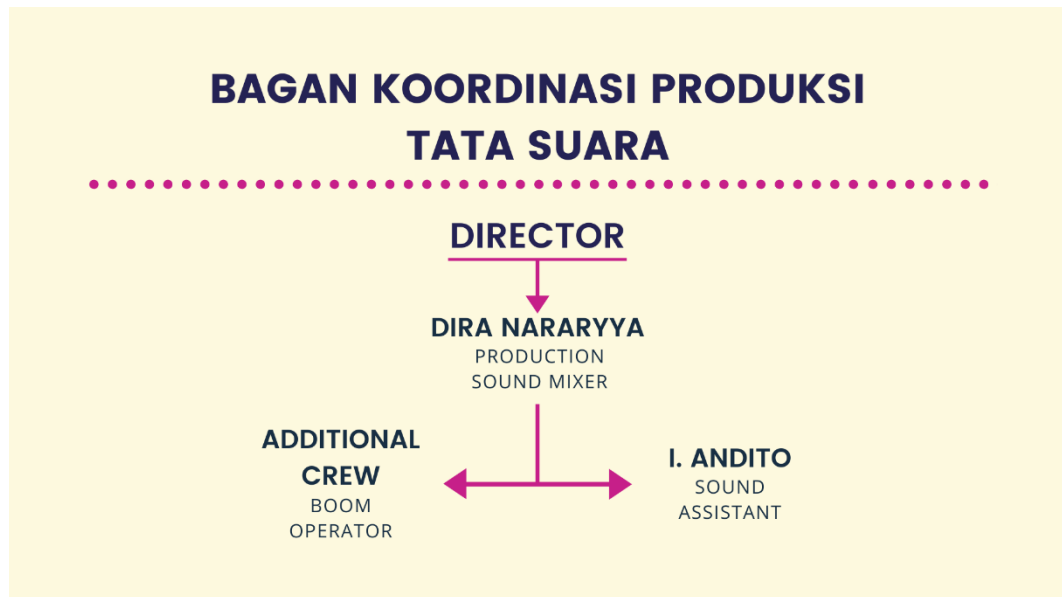 BAGAN KOORDINASI PRODUKSI
TATA SUARA
DIRECTOR
DIRA NARARYYA
PRODUCTION
SOUND MIXER
ADDITIONAL
CREW
BOOM
OPERATOR
I. ANDITO
SOUND
ASSISTANT